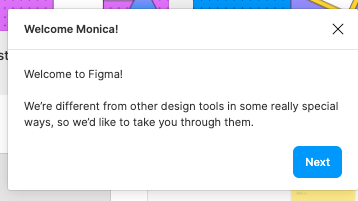 Welcome Monica!
Welcome to Figma!
We’re different from other design tools in some really special
ways, so we’d like to take you through them.
Next